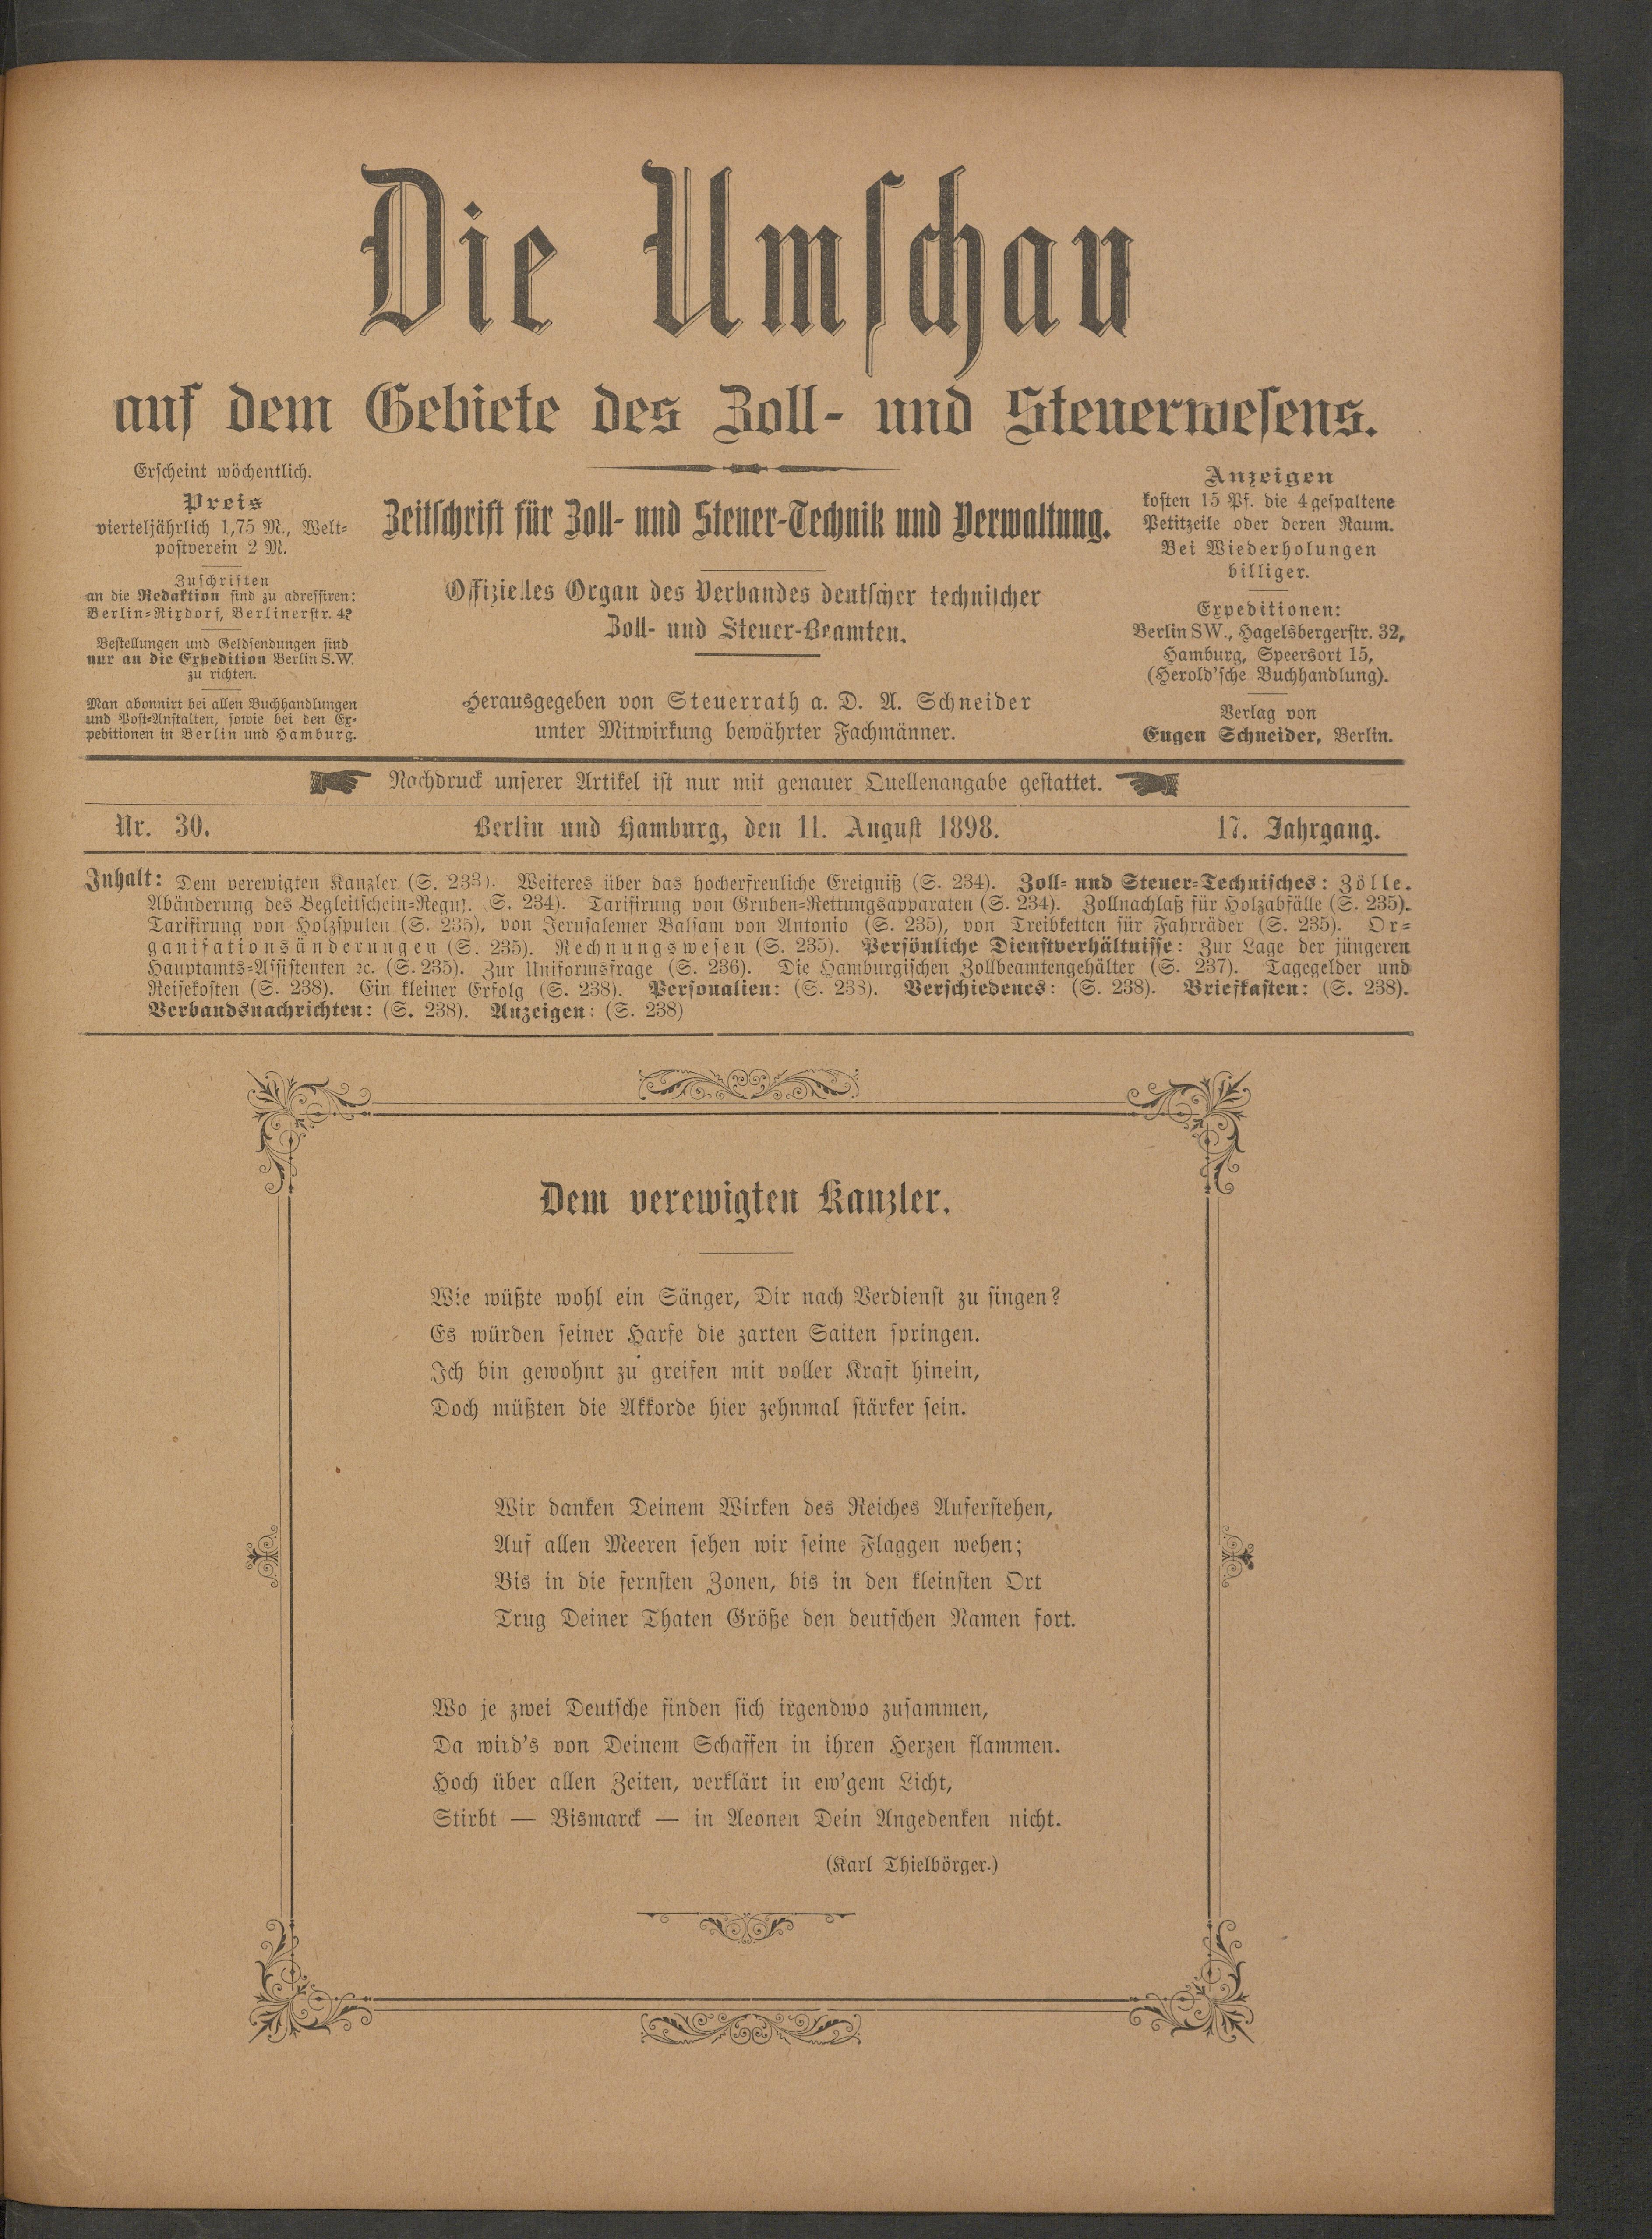 Die Umschau
auf dem Gebiete des Zoll- und Steuerwesens.
Erscheint wöchentlich.
Preis
vierteljährlich 1,75 M., Welt-
postverein 2 M.
Zuschriften
an die Redaktion sind zu adressiren:
Berlin-Rixdorf, Berlinerstr. 42
Bestellungen und Geldsendungen sind
nur an die Expedition Berlin S.W.
zu richten.
Man abonnirt bei allen Buchhandlungen
und Post-Anstalten, sowie bei den Ex-
peditionen in Berlin und Hamburg.
Zeitschrift für Zoll- und Steuer-Technik und Verwaltung.
Offizielles Organ des Verbandes deutscher technischer
Zoll- und Steuer-Beamten.
Herausgegeben von Steuerrath a. D. A. Schneider
unter Mitwirkung bewährter Fachmänner.
Anzeigen
kosten 15 Pf. die 4 gespaltene
Petitzeile oder deren Raum.
Bei Wiederholungen
billiger.
Expeditionen:
Berlin SW., Hagelsbergerstr. 32,
Hamburg, Speersort 15,
(Herold'sche Buchhandlung).
Verlag von
Eugen Schneider, Berlin.
Nachdruck unserer Artikel ist nur mit genauer Quellenangabe gestattet.
Nr. 30. Berlin und Hamburg, den 11. August 1898. 17. Jahrgang.
Inhalt: Dem verewigten Kanzler (S. 233). Weiteres über das hocherfreuliche Ereigniß (S. 234). Zoll- und Steuer-Technisches: Zölle.
Abänderung des Begleitschein-Regul. (S. 234). Tarifirung von Gruben-Rettungsapparaten (S. 234). Zollnachlaß für Holzabfälle (S. 235).
Tarifirung von Holzspulen (S. 235), von Jerusalemer Balsam von Antonio (S. 235), von Treibketten für Fahrräder (S. 235). Or-
ganisationsänderungen (S. 235). Rechnungswesen (S. 235). Persönliche Dienstverhältnisse: Zur Lage der jüngeren
Hauptamts-Assistenten ꝛc. (S. 235). Zur Uniformsfrage (S. 236). Die Hamburgischen Zollbeamtengehälter (S. 237). Tagegelder und
Reisekosten (S. 238). Ein kleiner Erfolg (S. 238). Personalien: (S. 238). Verschiedenes: (S. 238). Briefkasten: (S. 238).
Verbandsnachrichten: (S. 238). Anzeigen: (S. 238)
Dem verewigten Kanzler.
Wie wüßte wohl ein Sänger, Dir nach Verdienst zu singen?
Es würden seiner Harfe die zarten Saiten springen.
Ich bin gewohnt zu greifen mit voller Kraft hinein,
Doch müßten die Akkorde hier zehnmal stärker sein.
Wir danken Deinem Wirken des Reiches Auferstehen,
Auf allen Meeren sehen wir seine Flaggen wehen;
Bis in die fernsten Zonen, bis in den kleinsten Ort
Trug Deiner Thaten Größe den deutschen Namen fort.
Wo je zwei Deutsche finden sich irgendwo zusammen,
Da wird's von Deinem Schaffen in ihren Herzen flammen.
Hoch über allen Zeiten, verklärt in ew'gem Licht,
Stirbt — Bismarck — in Aeonen Dein Angedenken nicht.
(Karl Thielbörger.)